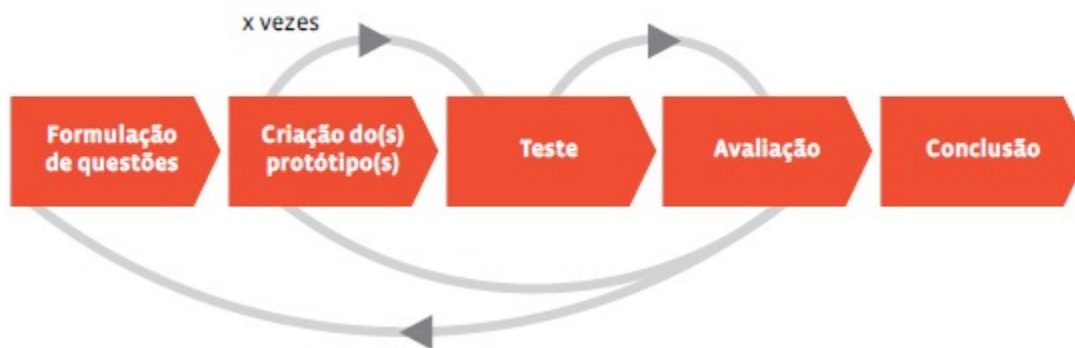 x vezes
Formulação
de questões
Criação do(s)
protótipo(s)
Teste
Avaliação
Conclusão